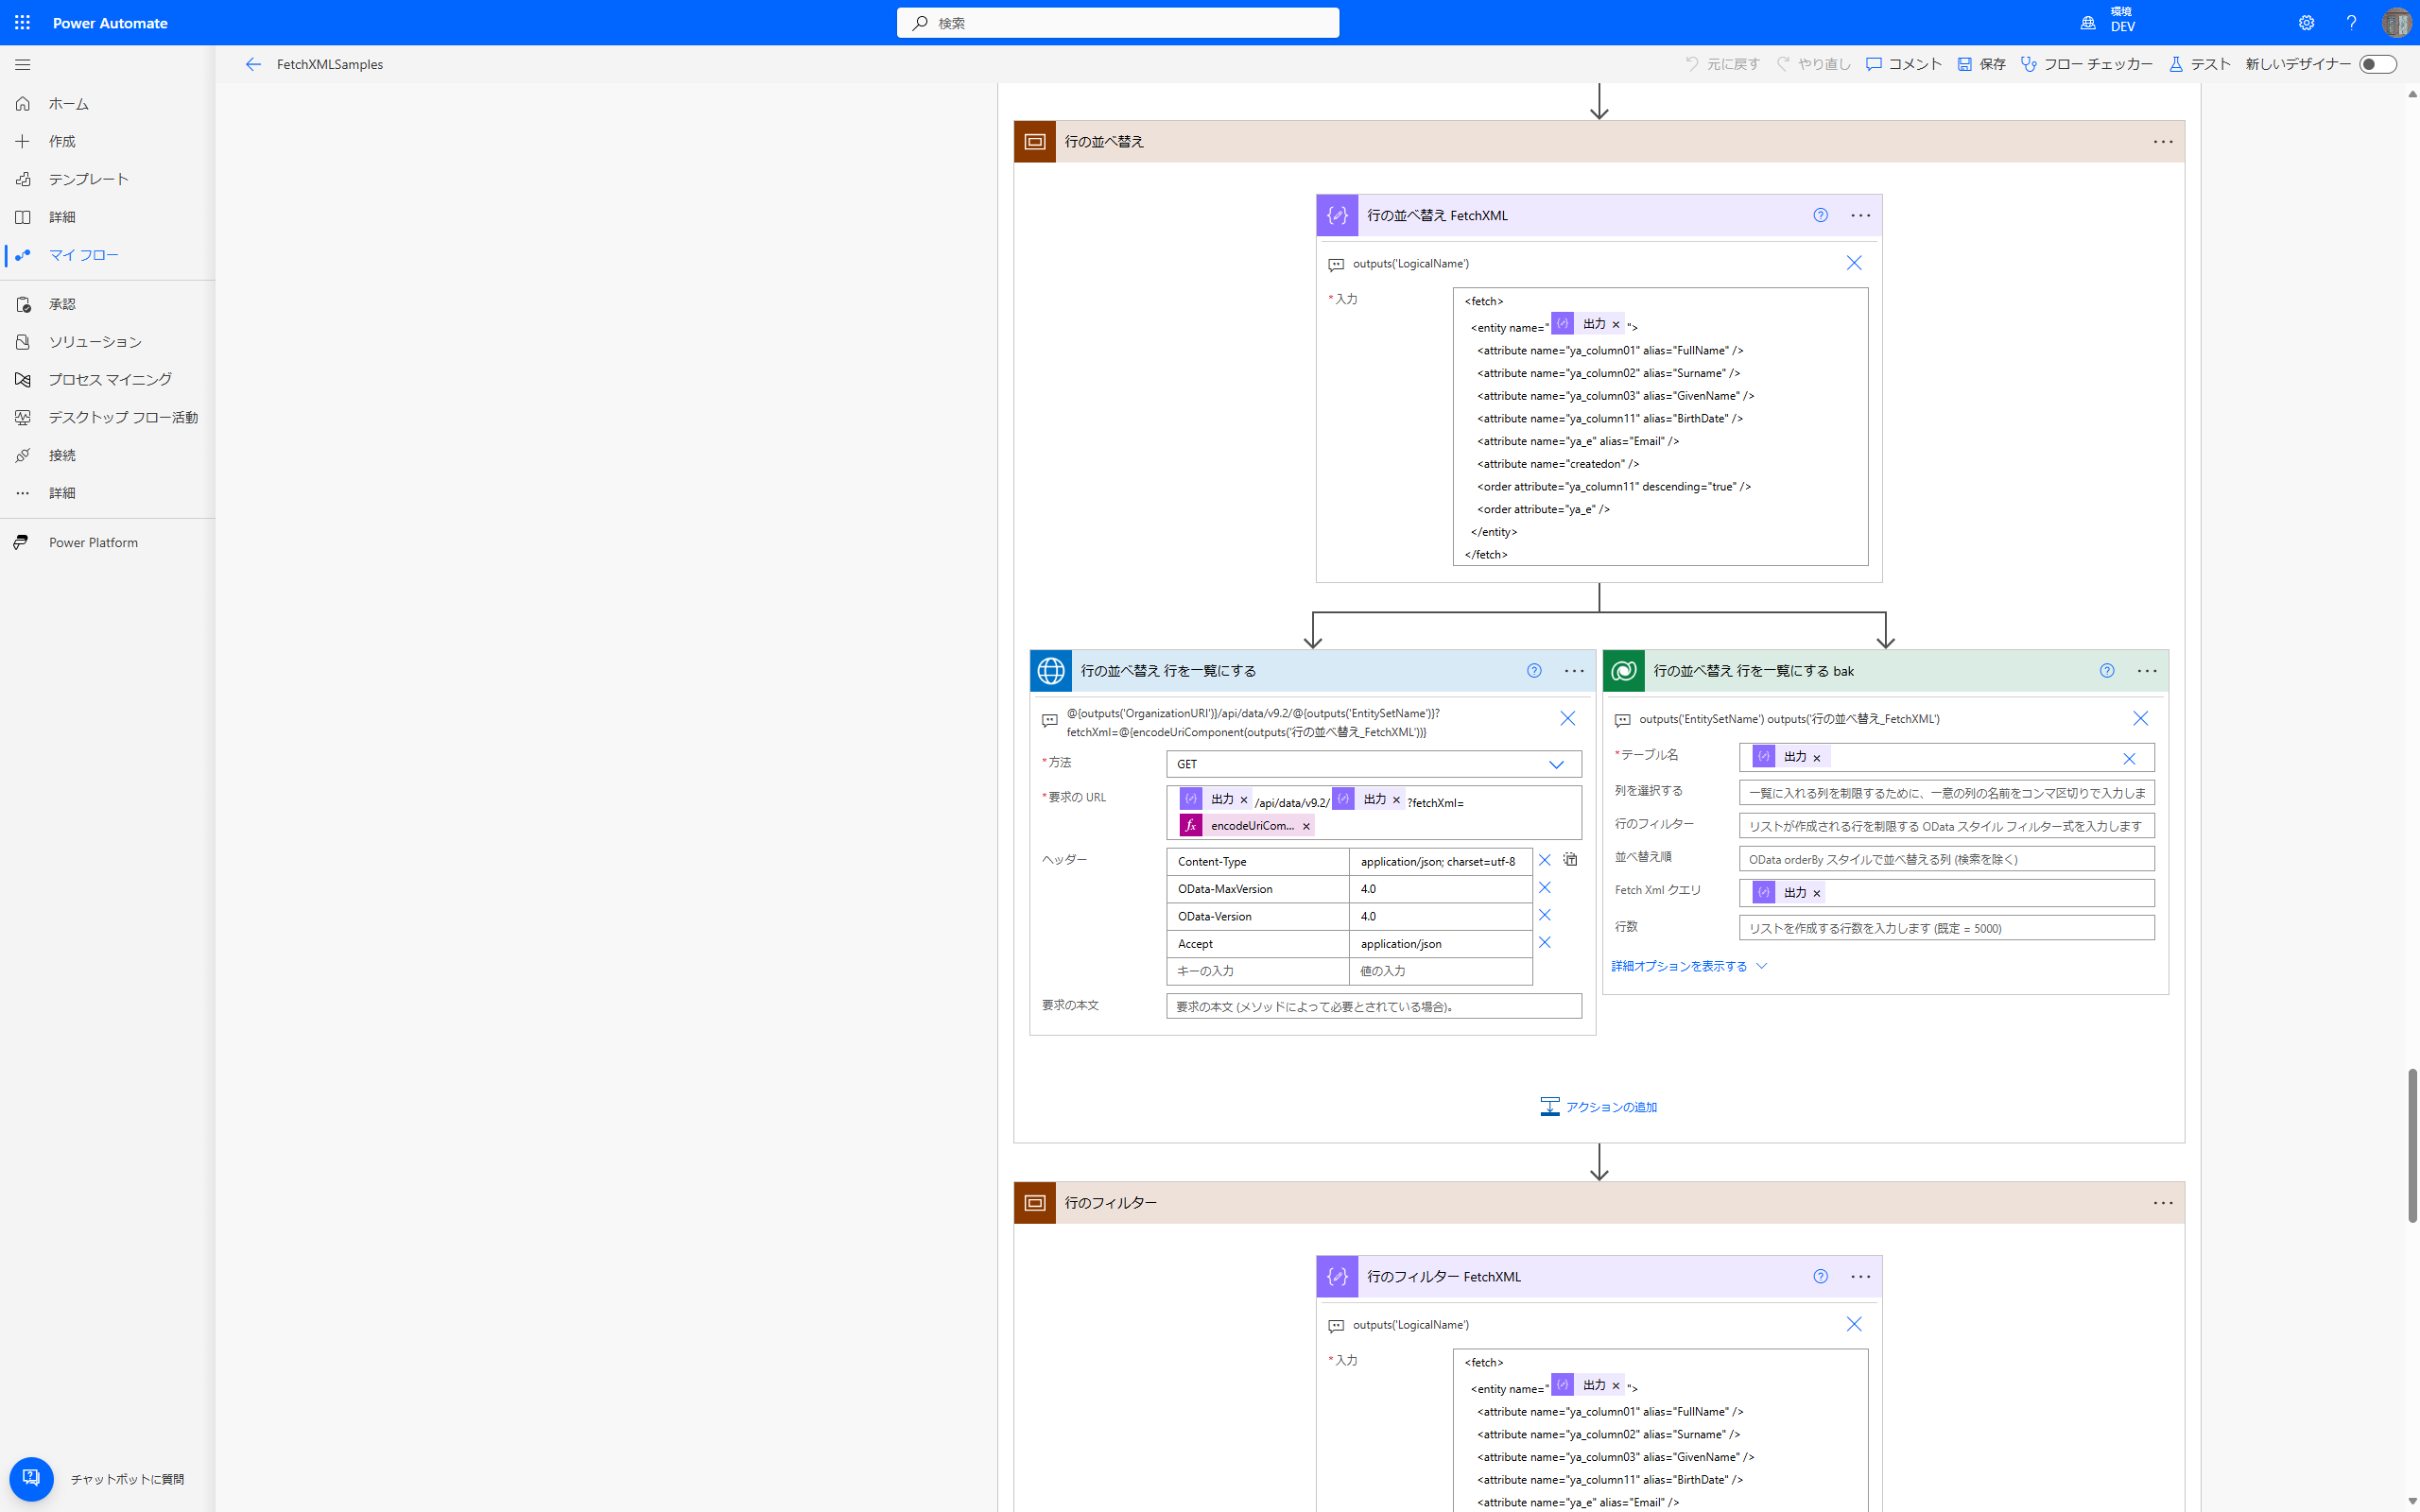 Power Automate
検索
環境
DEV
FetchXMLSamples
元に戻す
やり直し
コメント
保存
フロー チェッカー
テスト
新しいデザイナー
ホーム
作成
テンプレート
詳細
マイ フロー
承認
ソリューション
プロセス マイニング
デスクトップ フロー活動
接続
詳細
Power Platform
チャットボットに質問
行の並べ替え
行の並べ替え FetchXML
outputs('LogicalName')
*入力
<fetch>
<entity name=" 出力 × ">
<attribute name="ya_column01" alias="FullName" />
<attribute name="ya_column02" alias="Surname" />
<attribute name="ya_column03" alias="GivenName" />
<attribute name="ya_column11" alias="BirthDate" />
<attribute name="ya_e" alias="Email" />
<attribute name="createdon" />
<order attribute="ya_column11" descending="true" />
<order attribute="ya_e" />
</entity>
</fetch>
行の並べ替え 行を一覧にする
@{outputs('OrganizationURI')}/api/data/v9.2/@{outputs('EntitySetName')}?
fetchXml=@{encodeUriComponent(outputs('行の並べ替え_FetchXML'))}
*方法
GET
*要求の URL
出力 × /api/data/v9.2/ 出力 × ?fetchXml=
fx encodeUriCom... ×
ヘッダー
Content-Type application/json; charset=utf-8
OData-MaxVersion 4.0
OData-Version 4.0
Accept application/json
キーの入力 値の入力
要求の本文
要求の本文 (メソッドによって必要とされている場合)。
行の並べ替え 行を一覧にする bak
outputs('EntitySetName') outputs('行の並べ替え_FetchXML')
*テーブル名
出力 ×
列を選択する
一覧に入れる列を制限するために、一意の列の名前をコンマ区切りで入力しま
行のフィルター
リストが作成される行を制限する OData スタイル フィルター式を入力します
並べ替え順
OData orderBy スタイルで並べ替える列 (検索を除く)
Fetch Xml クエリ
出力 ×
行数
リストを作成する行数を入力します (既定 = 5000)
詳細オプションを表示する
アクションの追加
行のフィルター
行のフィルター FetchXML
outputs('LogicalName')
*入力
<fetch>
<entity name=" 出力 × ">
<attribute name="ya_column01" alias="FullName" />
<attribute name="ya_column02" alias="Surname" />
<attribute name="ya_column03" alias="GivenName" />
<attribute name="ya_column11" alias="BirthDate" />
<attribute name="ya_e" alias="Email" />